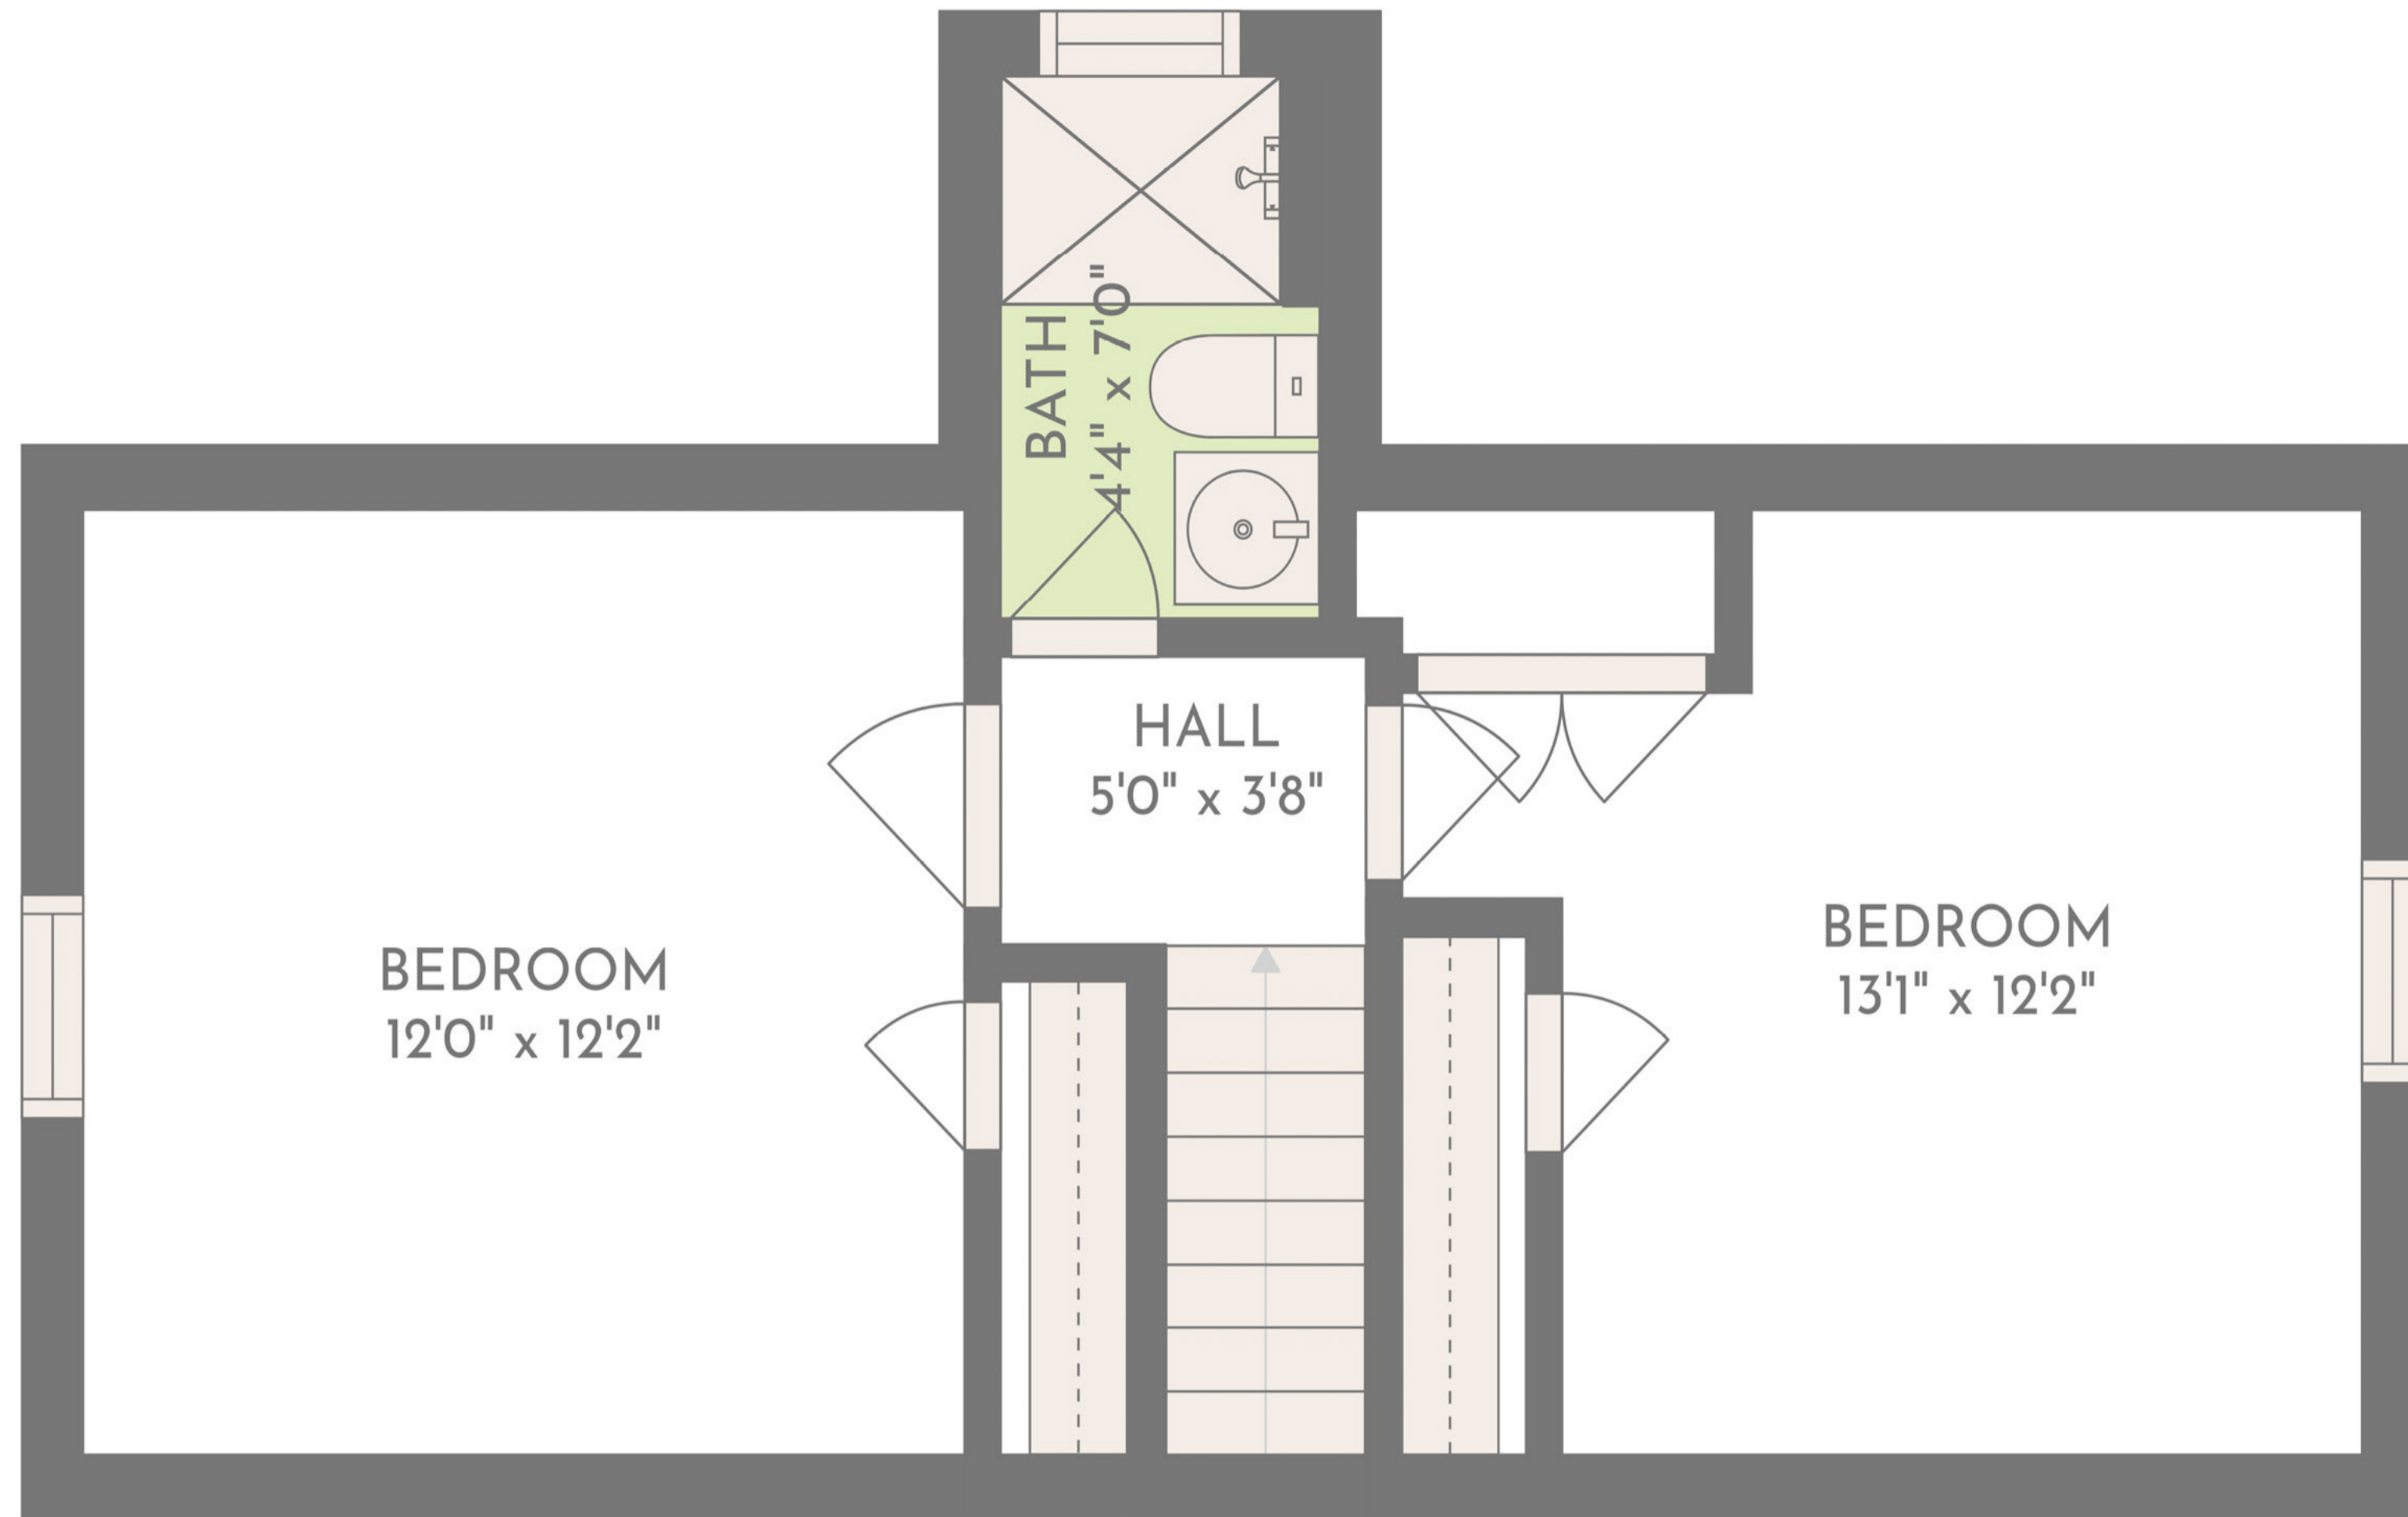 BATH
4'4" x 7'0"
HALL
5'0" x 3'8"
BEDROOM
12'0" x 12'2"
BEDROOM
13'1" x 12'2"